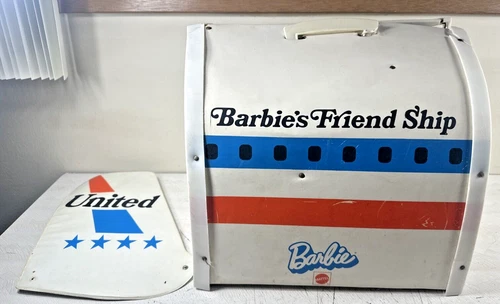 Barbie's Friend Ship
United
Barbie